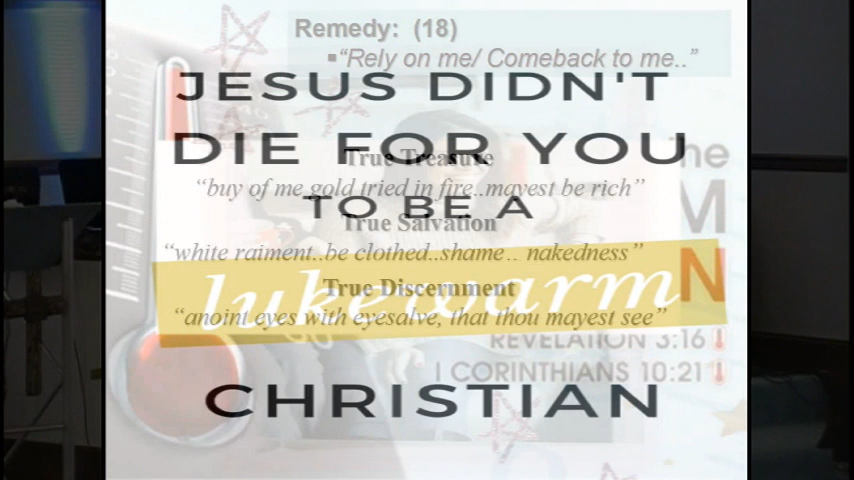 Remedy: (18)
▪“Rely on me/ Comeback to me..”
JESUS DIDN'T
DIE FOR YOU
True Treasure
“buy of me gold tried in fire..mayest be rich”
TO BE A
True Salvation
“white raiment..be clothed..shame.. nakedness”
True Discernment
lukewarm
“anoint eyes with eyesalve, that thou mayest see”
REVELATION 3:16
I CORINTHIANS 10:21
CHRISTIAN